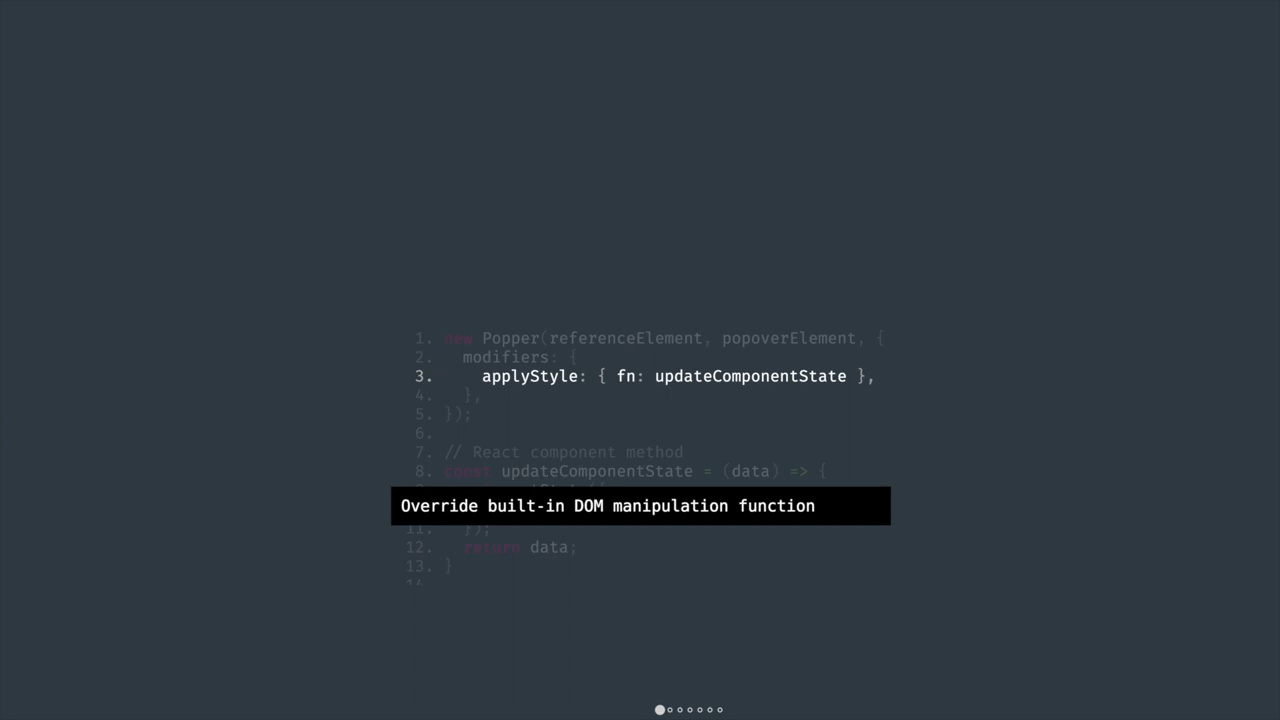 1. new Popper(referenceElement, popoverElement, {
2. modifiers: {
3. applyStyle: { fn: updateComponentState },
4. },
5. });
6.
7. // React component method
8. const updateComponentState = (data) => {
Override built-in DOM manipulation function
11. });
12. return data;
13. }
14.